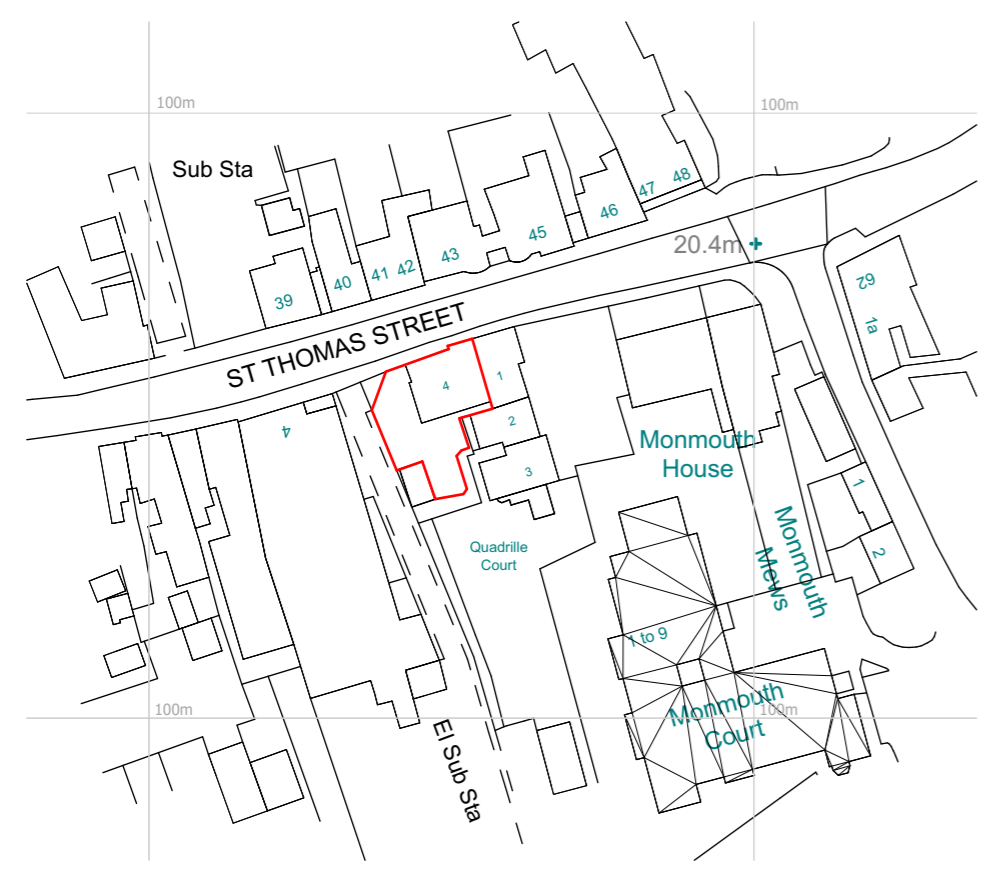 100m
100m
Sub Sta
47
48
46
45
20.4m
43
42
41
40
39
62
1a
ST THOMAS STREET
4
1
2
3
4
Monmouth
House
1
2
Monmouth
Mews
Quadrille
Court
1 to 9
Monmouth
Court
100m
100m
El Sub Sta